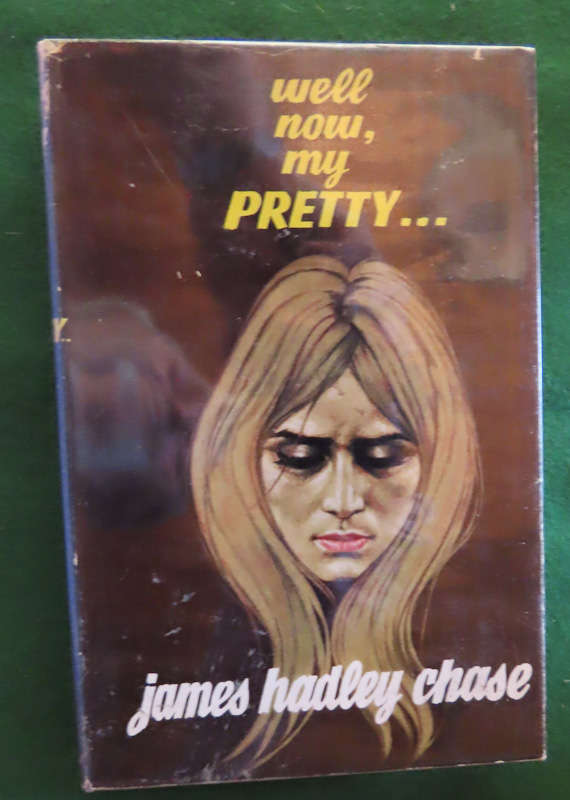 well
now,
my
PRETTY...
Y..
james hadley chase